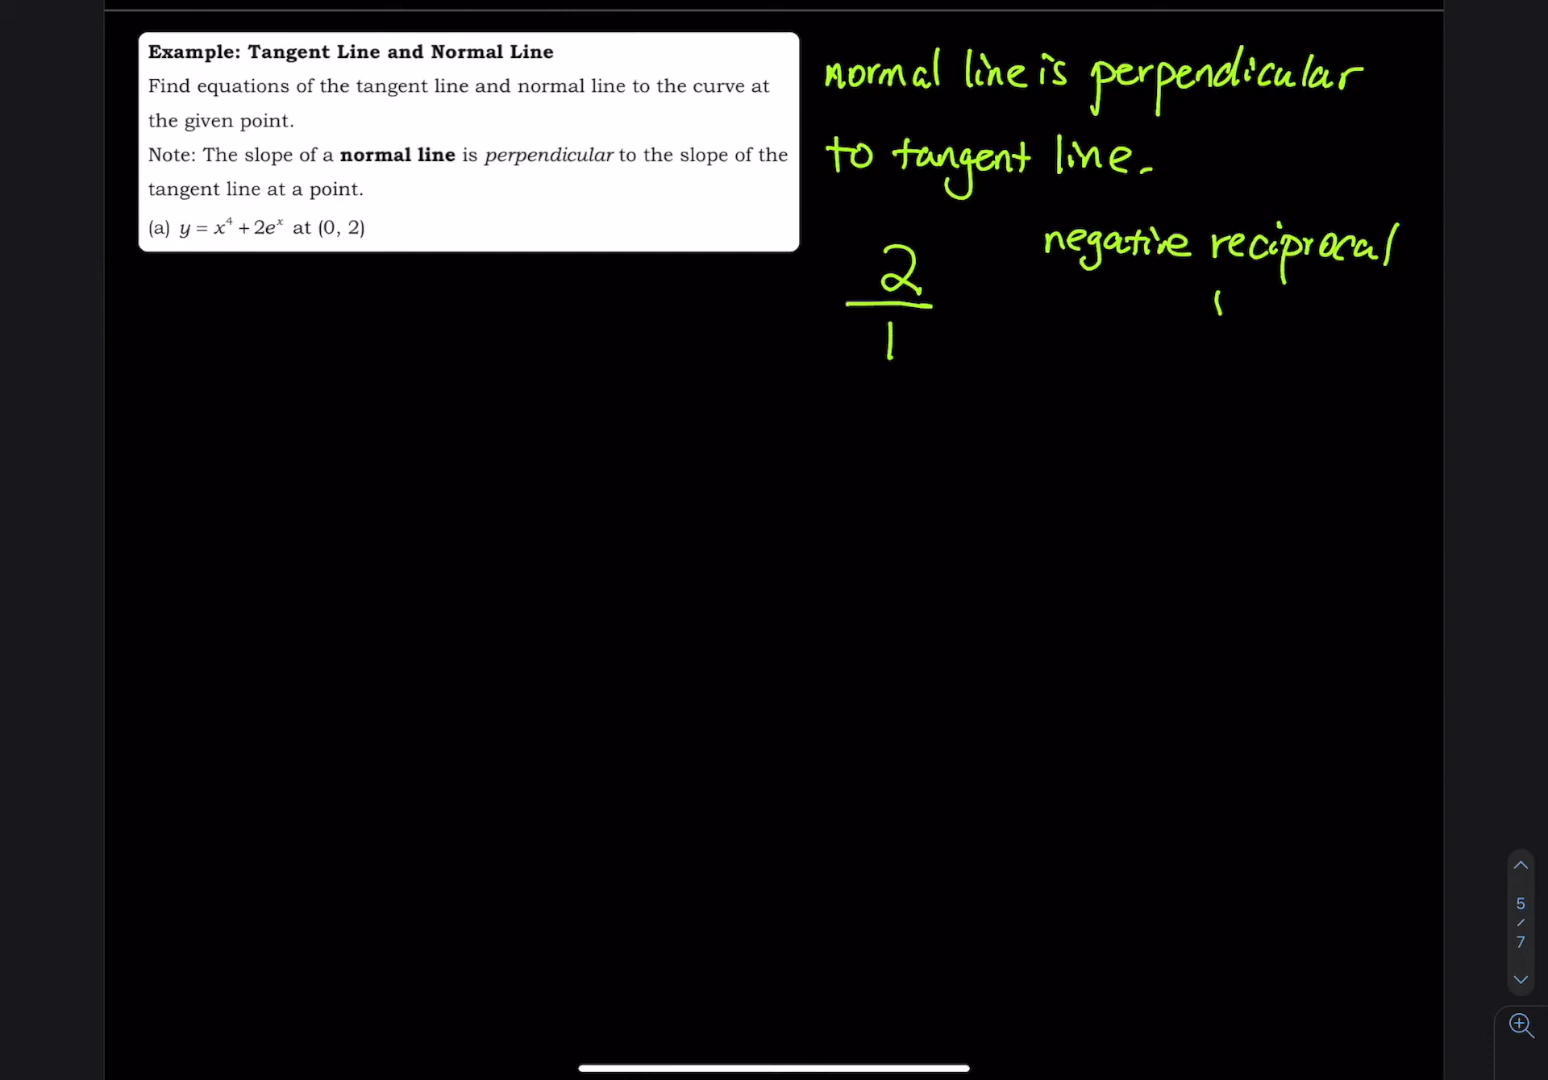 Example: Tangent Line and Normal Line
Find equations of the tangent line and normal line to the curve at
the given point.
Note: The slope of a normal line is perpendicular to the slope of the
tangent line at a point.
(a) y = x⁴ + 2eˣ at (0, 2)
normal line is perpendicular
to tangent line.
negative reciprocal
2
1
5
/
7